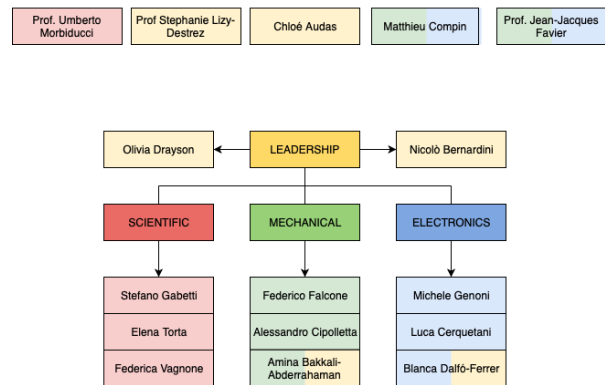 Prof. Umberto
Morbiducci
Prof Stephanie Lizy-
Destrez
Chloé Audas
Matthieu Compin
Prof. Jean-Jacques
Favier
Olivia Drayson
LEADERSHIP
Nicolò Bernardini
SCIENTIFIC
MECHANICAL
ELECTRONICS
Stefano Gabetti
Federico Falcone
Michele Genoni
Elena Torta
Alessandro Cipolletta
Luca Cerquetani
Federica Vagnone
Amina Bakkali-
Abderrahaman
Blanca Dalfó-Ferrer